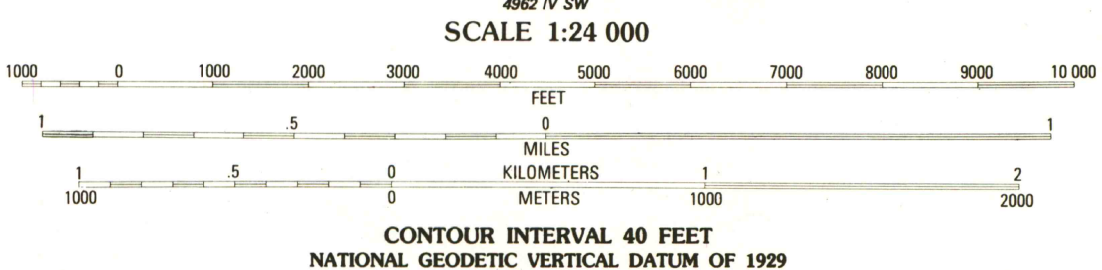 4962 IV SW
SCALE 1:24 000
1000 0 1000 2000 3000 4000 5000 6000 7000 8000 9000 10 000
FEET
1 .5 0 1
MILES
1 .5 0 KILOMETERS 1 2
1000 0 METERS 1000 2000
CONTOUR INTERVAL 40 FEET
NATIONAL GEODETIC VERTICAL DATUM OF 1929